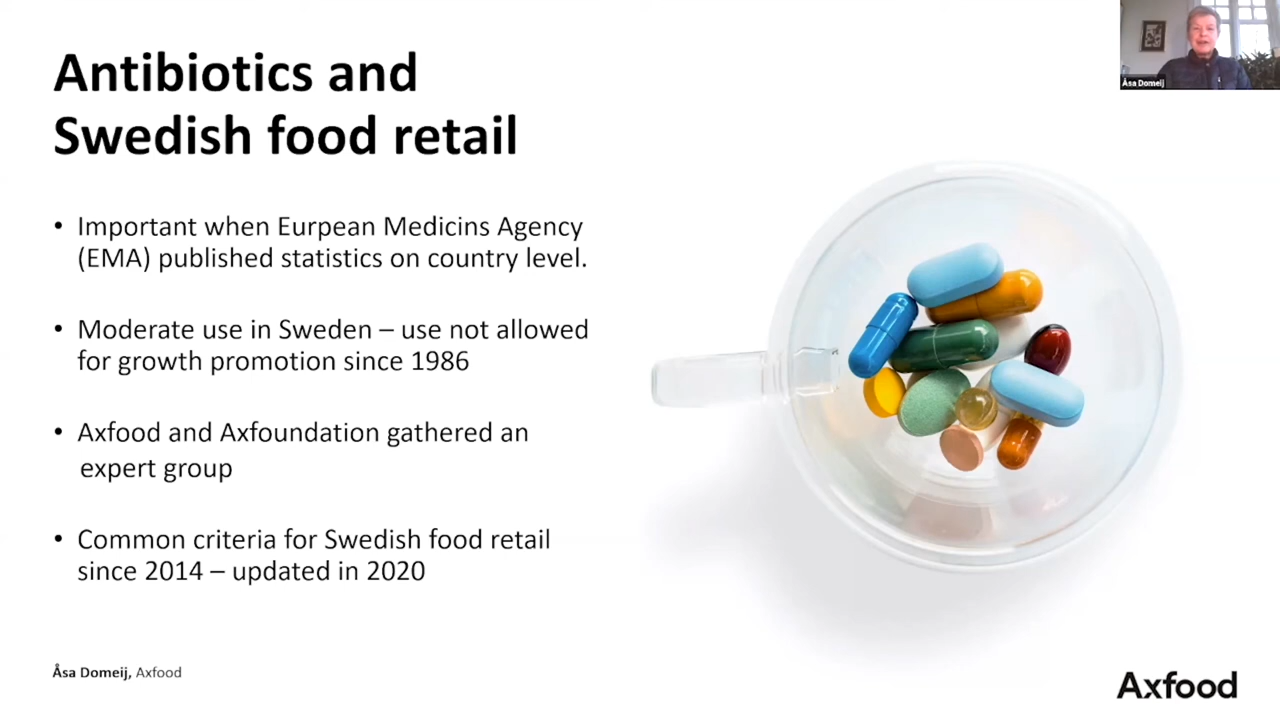 Antibiotics and
Swedish food retail
• Important when Eurpean Medicins Agency
(EMA) published statistics on country level.
• Moderate use in Sweden – use not allowed
for growth promotion since 1986
• Axfood and Axfoundation gathered an
expert group
• Common criteria for Swedish food retail
since 2014 – updated in 2020
Åsa Domeij, Axfood
Axfood
Åsa Domeij